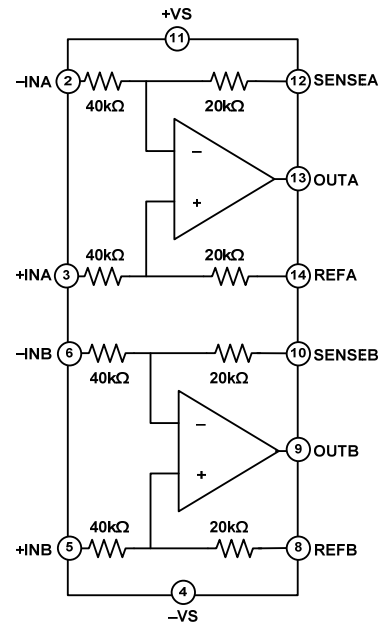 +VS
11
–INA 2 40kΩ 20kΩ 12 SENSEA
–
+
13 OUTA
40kΩ 20kΩ
+INA 3 14 REFA
–INB 6 10 SENSEB
40kΩ 20kΩ
–
+
9 OUTB
40kΩ 20kΩ
+INB 5 8 REFB
4
–VS